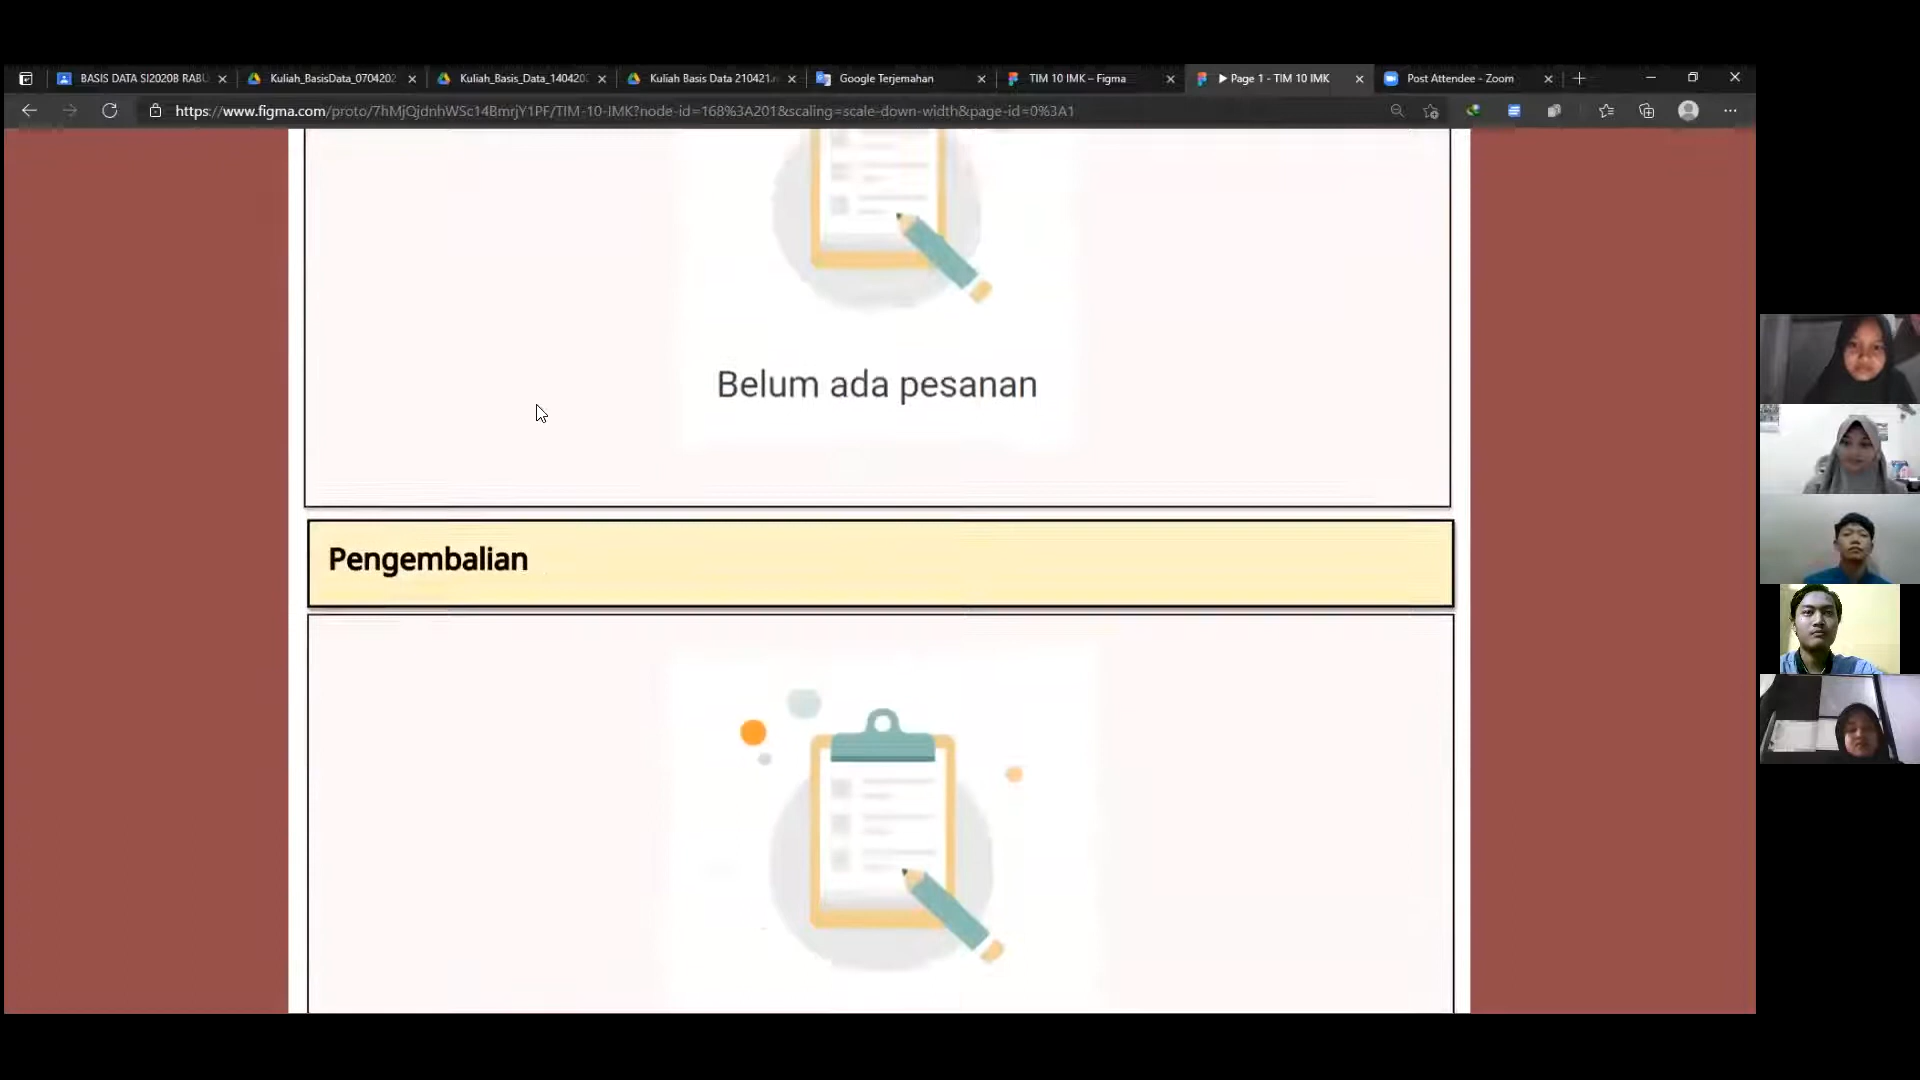 BASIS DATA SI2020B RABU
Kuliah_BasisData_0704202
Kuliah_Basis_Data_140420
Kuliah Basis Data 210421.
Google Terjemahan
TIM 10 IMK – Figma
Page 1 - TIM 10 IMK
Post Attendee - Zoom
https://www.figma.com/proto/7hMjQjdnhWSc14BmrjY1PF/TIM-10-IMK?node-id=168%3A201&scaling=scale-down-width&page-id=0%3A1
Belum ada pesanan
Pengembalian